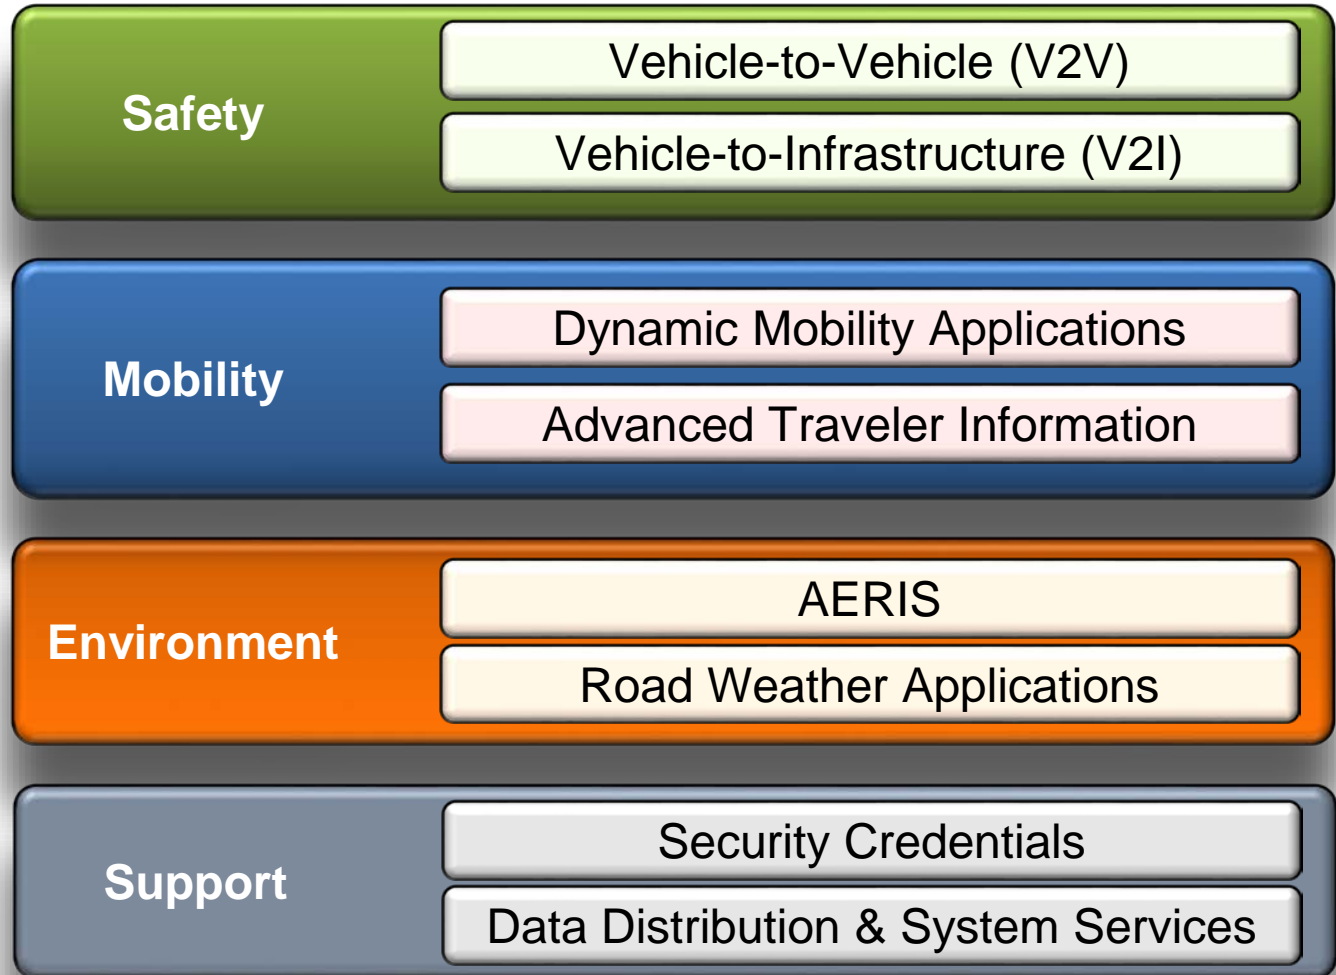 Safety
Vehicle-to-Vehicle (V2V)
Vehicle-to-Infrastructure (V2I)
Mobility
Dynamic Mobility Applications
Advanced Traveler Information
Environment
AERIS
Road Weather Applications
Support
Security Credentials
Data Distribution & System Services